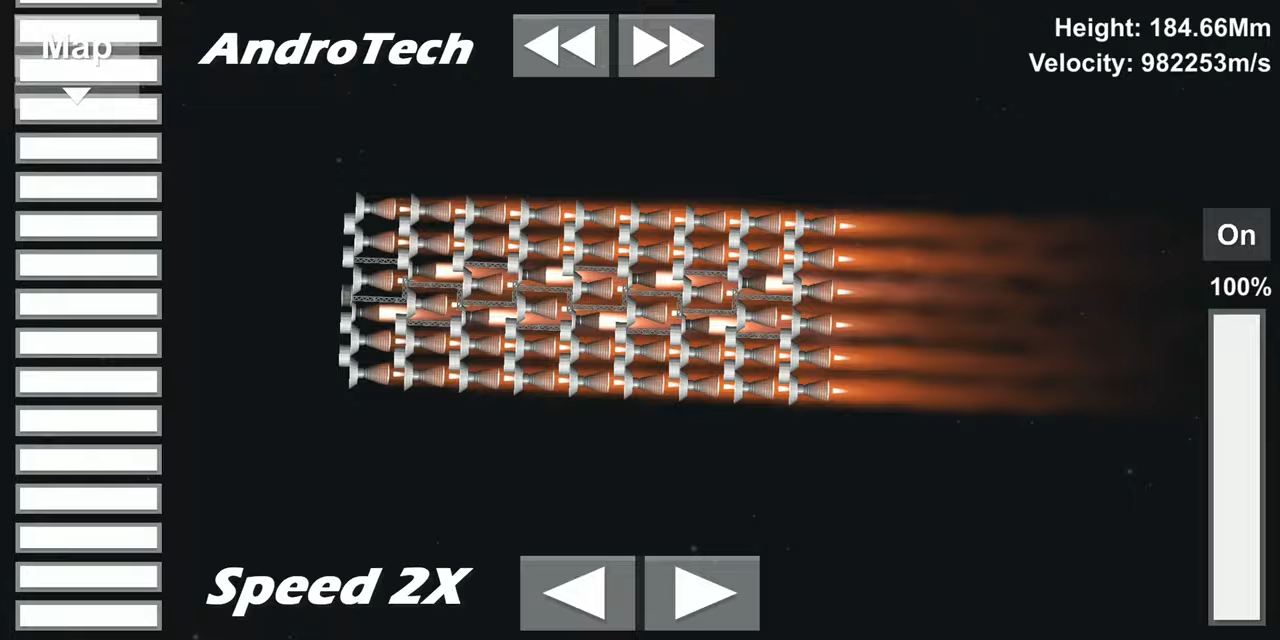 Map
AndroTech
Height: 184.66Mm
Velocity: 982253m/s
On
100%
Speed 2X